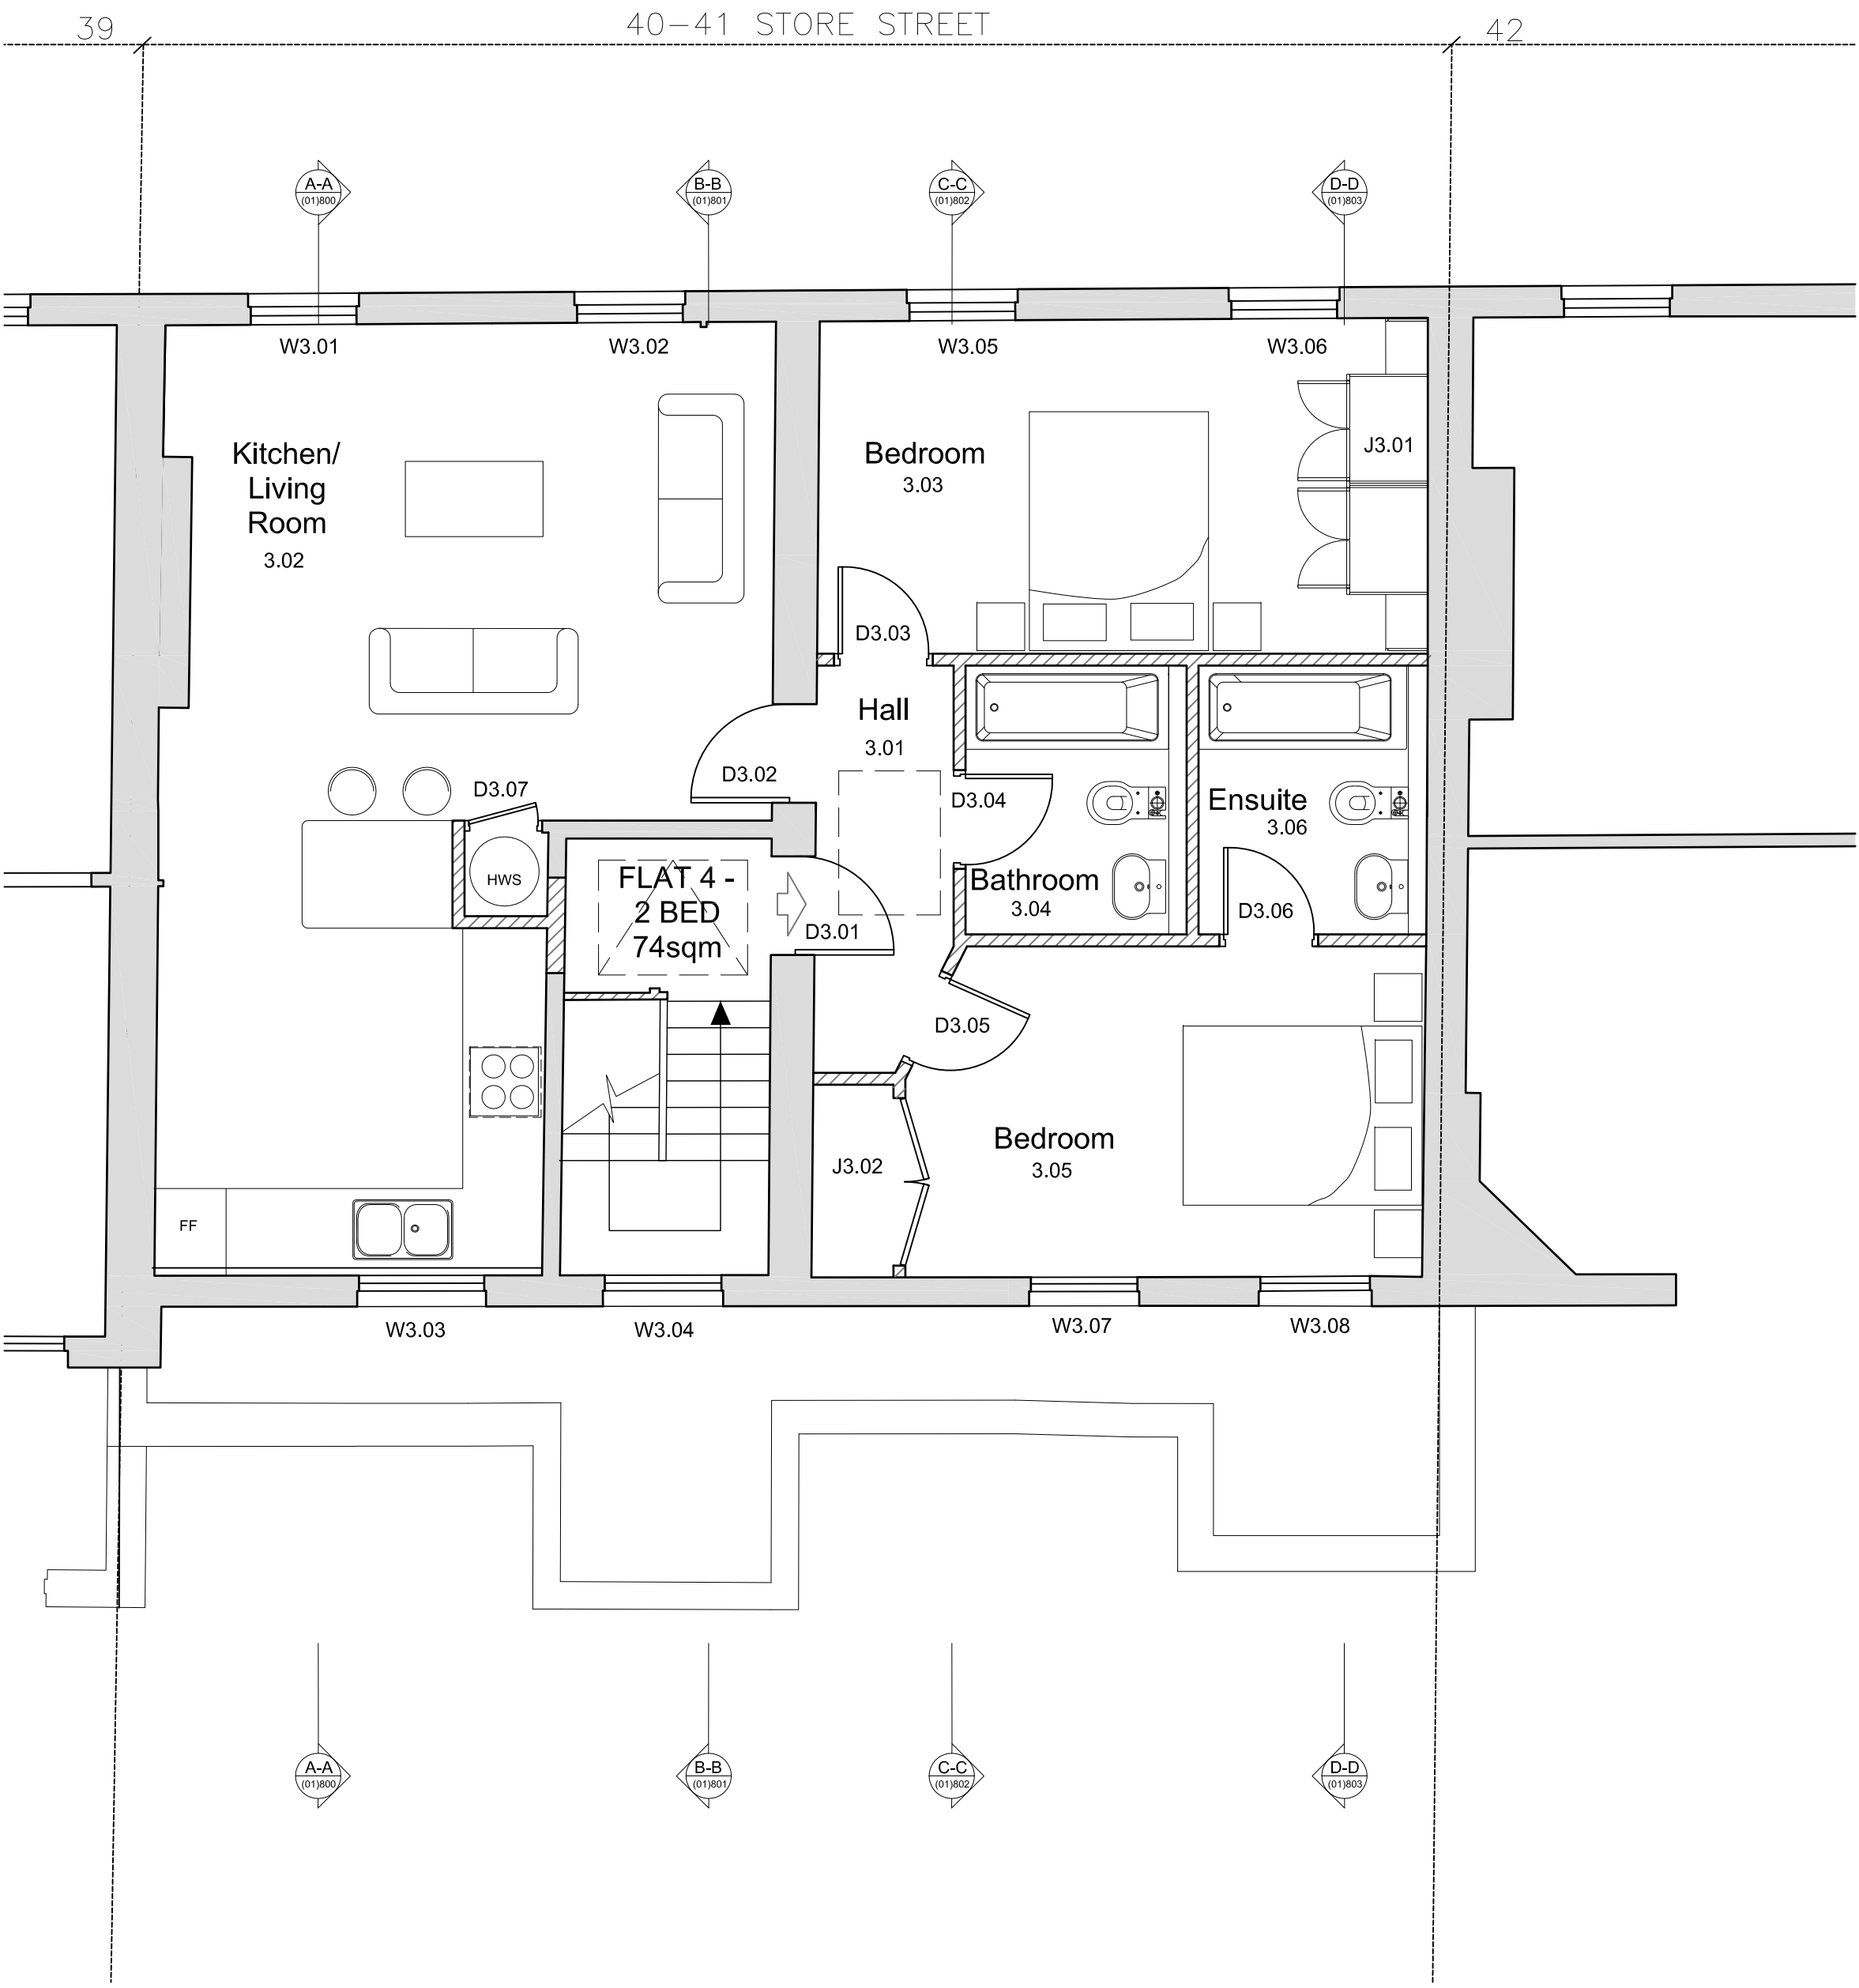 39
40-41 STORE STREET
42
A-A
(01)800
B-B
(01)801
C-C
(01)802
D-D
(01)803
W3.01
W3.02
W3.05
W3.06
Kitchen/
Living
Room
3.02
Bedroom
3.03
J3.01
D3.03
Hall
3.01
D3.02
D3.07
D3.04
Ensuite
3.06
HWS
FLAT 4 -
2 BED
74sqm
D3.01
Bathroom
3.04
D3.06
D3.05
Bedroom
3.05
J3.02
FF
W3.03
W3.04
W3.07
W3.08
A-A
(01)800
B-B
(01)801
C-C
(01)802
D-D
(01)803